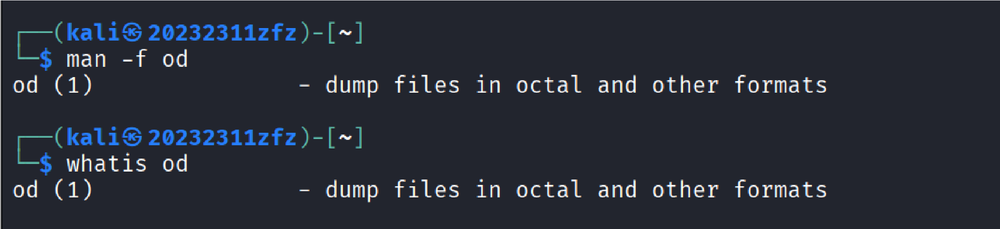 ┌──(kali㉿20232311zfz)-[~]
└─$ man -f od
od (1)               - dump files in octal and other formats
┌──(kali㉿20232311zfz)-[~]
└─$ whatis od
od (1)               - dump files in octal and other formats